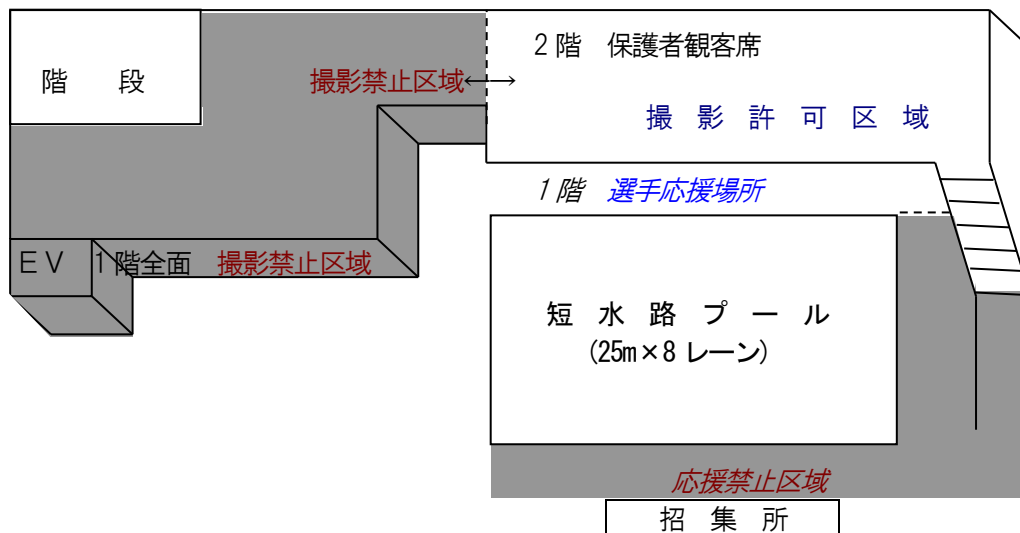 2階　保護者観客席
階　段
撮影禁止区域
撮　影　許　可　区　域
1階　選手応援場所
EV
1階全面　撮影禁止区域
短　水　路　プ　ー　ル
(25m×8 レーン)
応援禁止区域
招　集　所